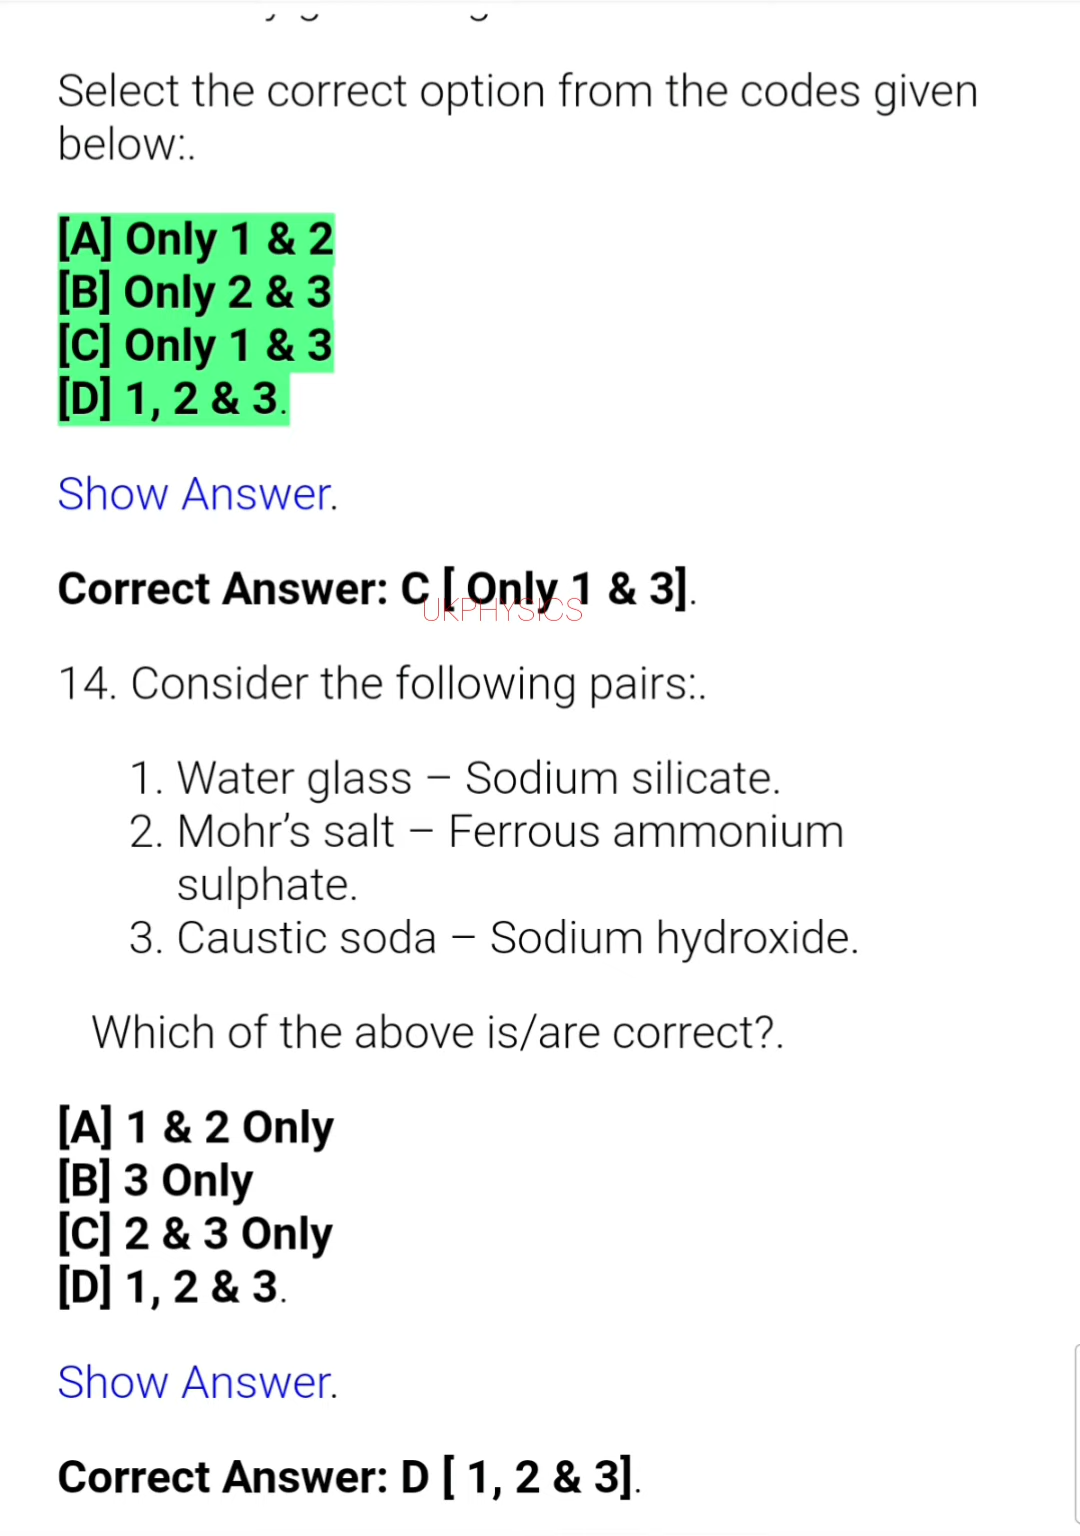 Select the correct option from the codes given
below:.
[A] Only 1 & 2
[B] Only 2 & 3
[C] Only 1 & 3
[D] 1, 2 & 3.
Show Answer.
Correct Answer: C [ Only 1 & 3].
UKPHYSICS
14. Consider the following pairs:.
1. Water glass – Sodium silicate.
2. Mohr’s salt – Ferrous ammonium
sulphate.
3. Caustic soda – Sodium hydroxide.
Which of the above is/are correct?.
[A] 1 & 2 Only
[B] 3 Only
[C] 2 & 3 Only
[D] 1, 2 & 3.
Show Answer.
Correct Answer: D [ 1, 2 & 3].